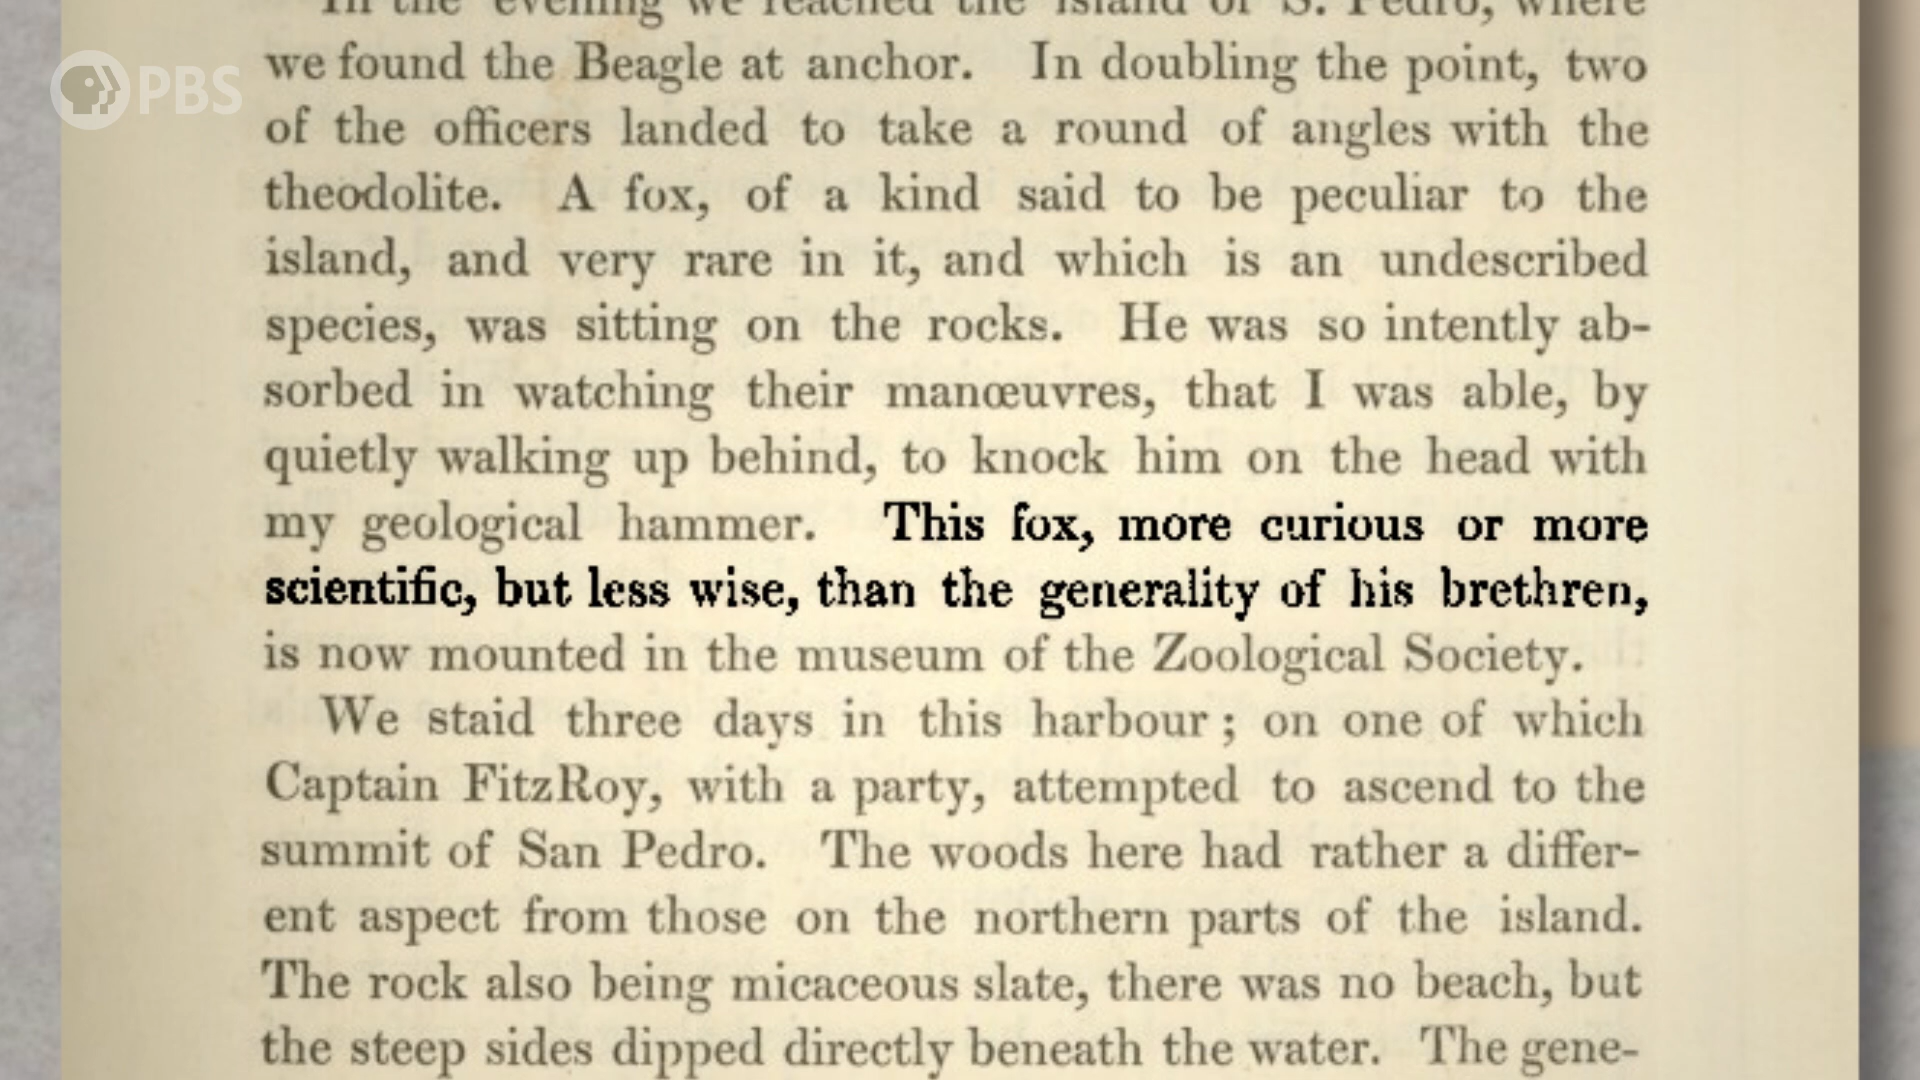 In the evening we reached the island of S. Pedro, where
PBS
we found the Beagle at anchor. In doubling the point, two
of the officers landed to take a round of angles with the
theodolite. A fox, of a kind said to be peculiar to the
island, and very rare in it, and which is an undescribed
species, was sitting on the rocks. He was so intently ab-
sorbed in watching their manœuvres, that I was able, by
quietly walking up behind, to knock him on the head with
my geological hammer. This fox, more curious or more
scientific, but less wise, than the generality of his brethren,
is now mounted in the museum of the Zoological Society.
We staid three days in this harbour; on one of which
Captain FitzRoy, with a party, attempted to ascend to the
summit of San Pedro. The woods here had rather a differ-
ent aspect from those on the northern parts of the island.
The rock also being micaceous slate, there was no beach, but
the steep sides dipped directly beneath the water. The gene-